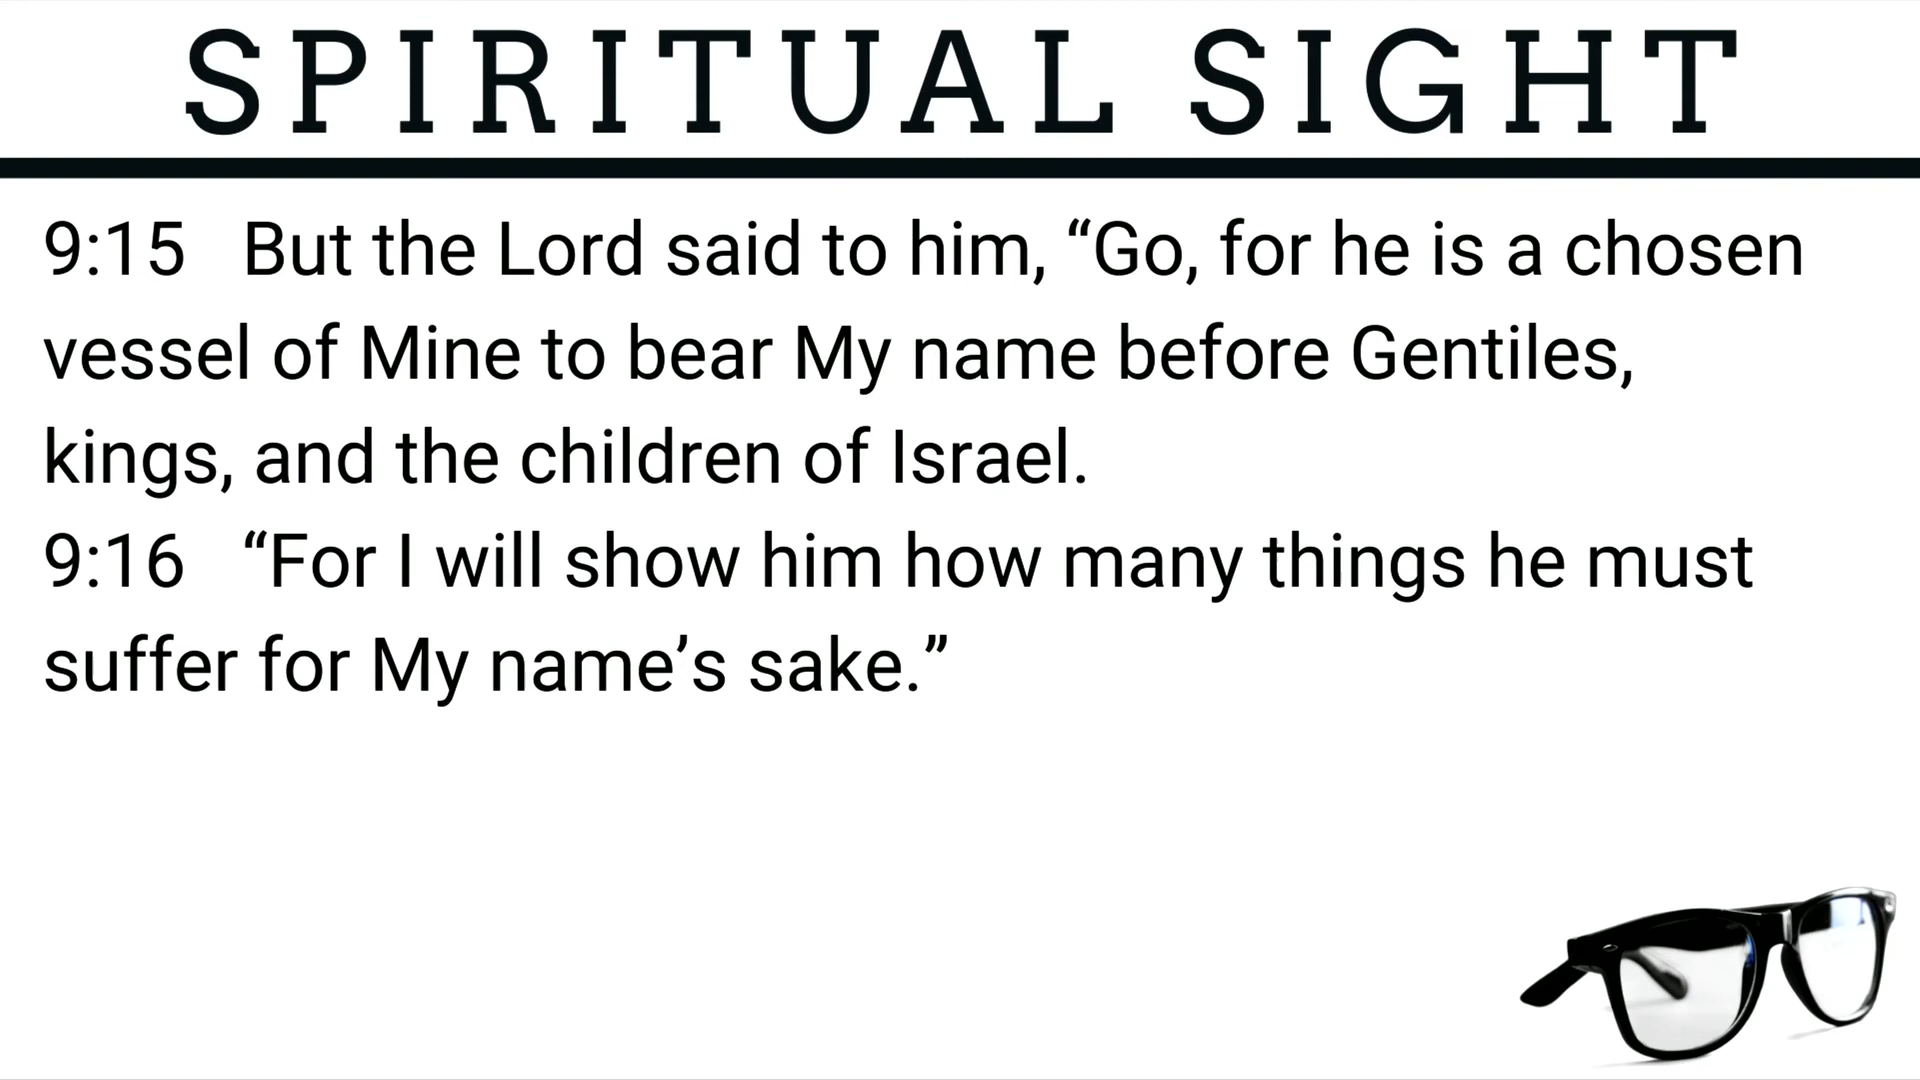 SPIRITUAL SIGHT
9:15 But the Lord said to him, “Go, for he is a chosen
vessel of Mine to bear My name before Gentiles,
kings, and the children of Israel.
9:16 “For I will show him how many things he must
suffer for My name’s sake.”